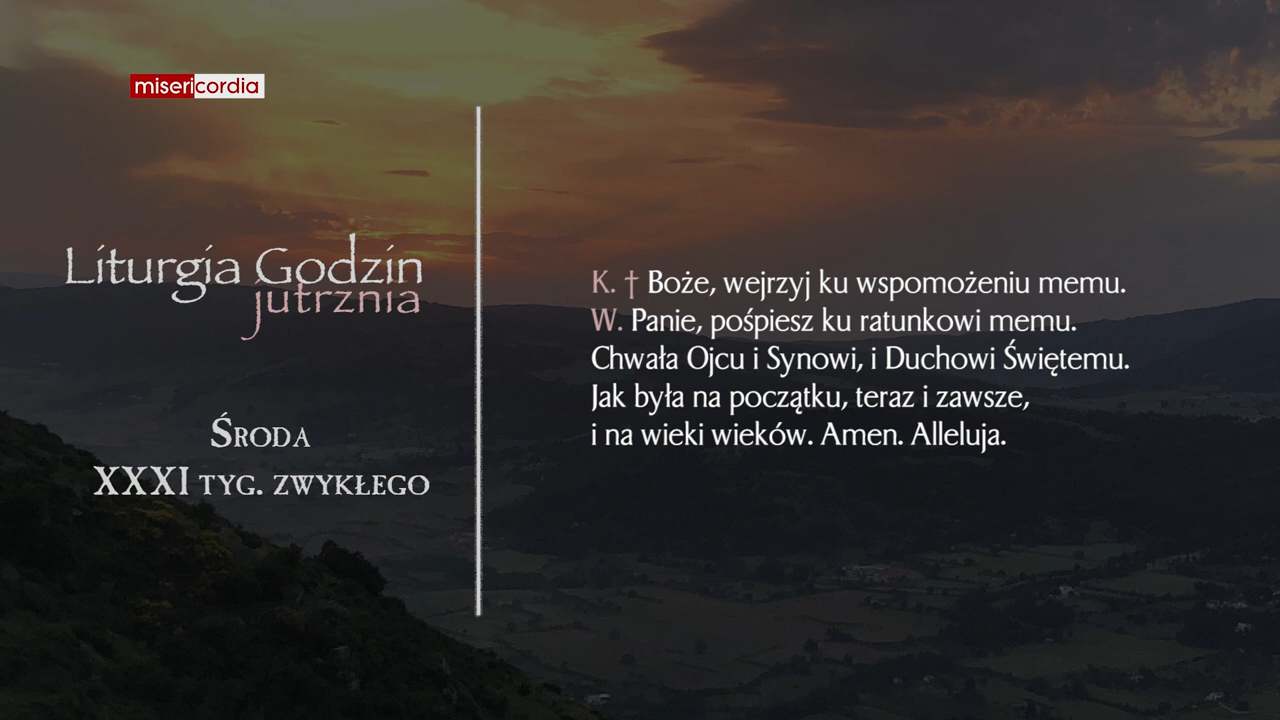 misericordia
Liturgia Godzin
jutrznia
Środa
XXXI tyg. zwykłego
K. † Boże, wejrzyj ku wspomożeniu memu.
W. Panie, pośpiesz ku ratunkowi memu.
Chwała Ojcu i Synowi, i Duchowi Świętemu.
Jak była na początku, teraz i zawsze,
i na wieki wieków. Amen. Alleluja.